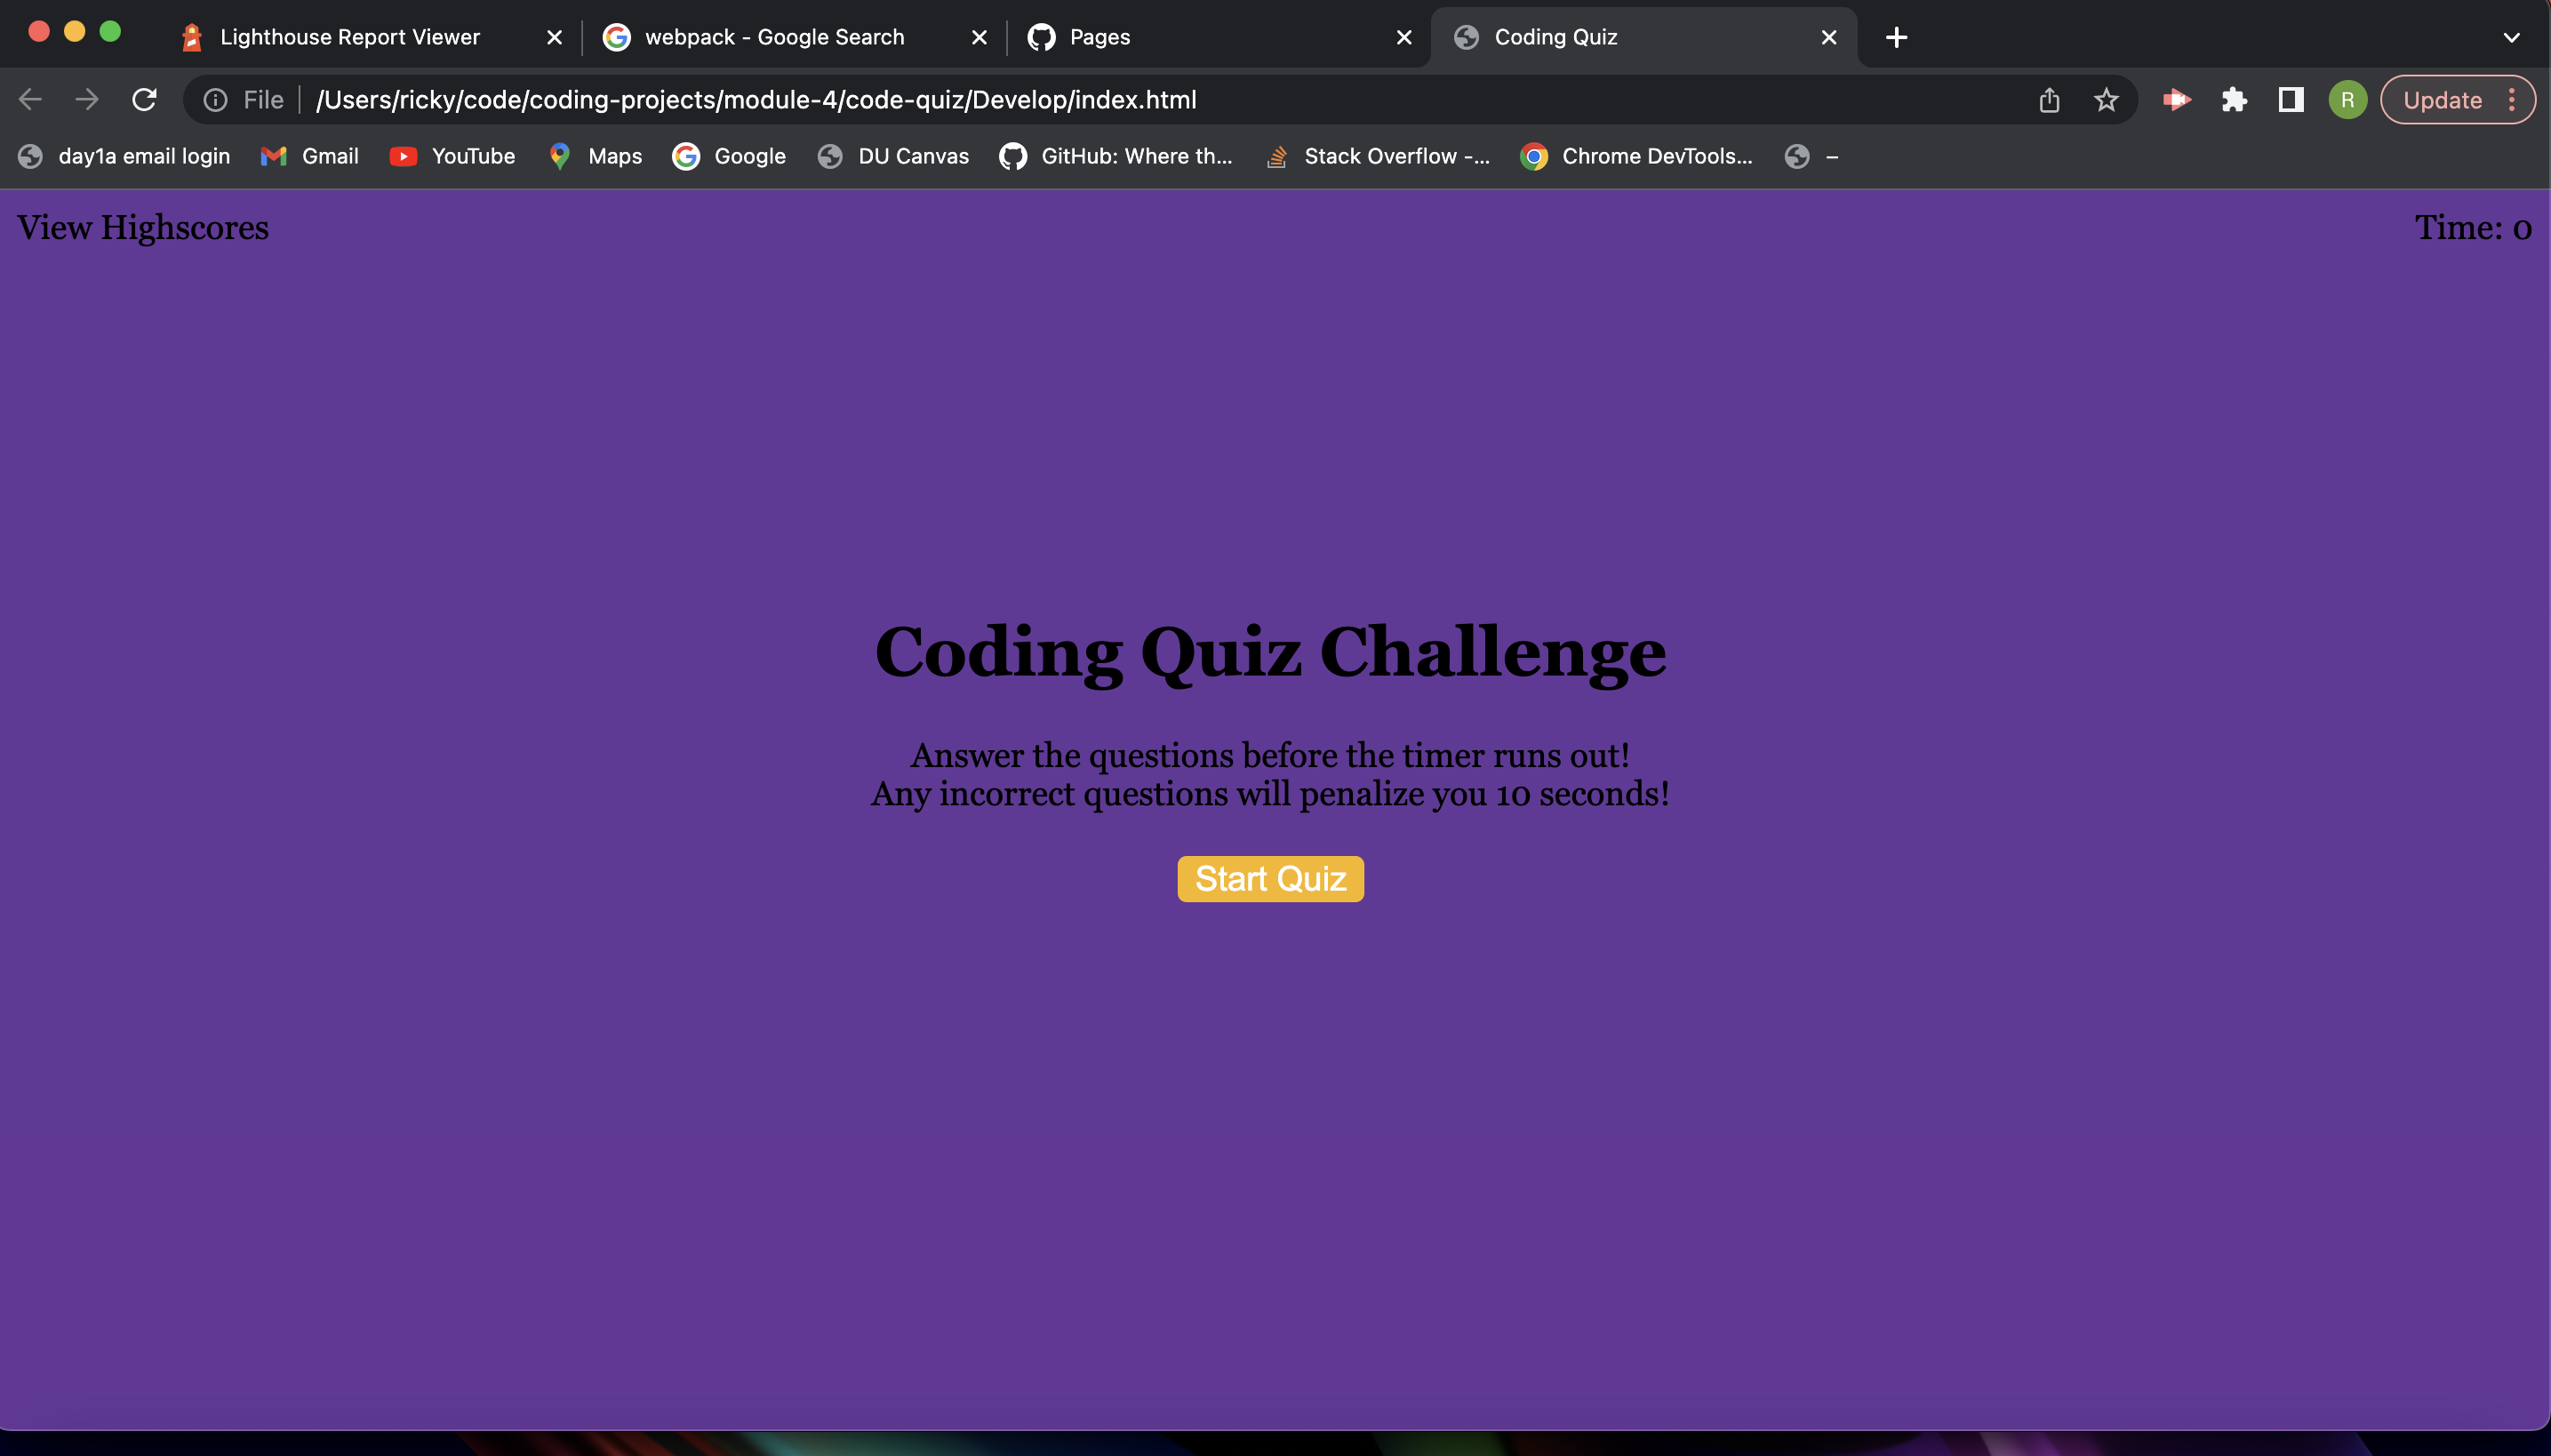 Lighthouse Report Viewer webpack - Google Search Pages Coding Quiz
File /Users/ricky/code/coding-projects/module-4/code-quiz/Develop/index.html R Update
day1a email login Gmail YouTube Maps Google DU Canvas GitHub: Where th... Stack Overflow -... Chrome DevTools... –
View Highscores Time: 0
Coding Quiz Challenge
Answer the questions before the timer runs out!
Any incorrect questions will penalize you 10 seconds!
Start Quiz